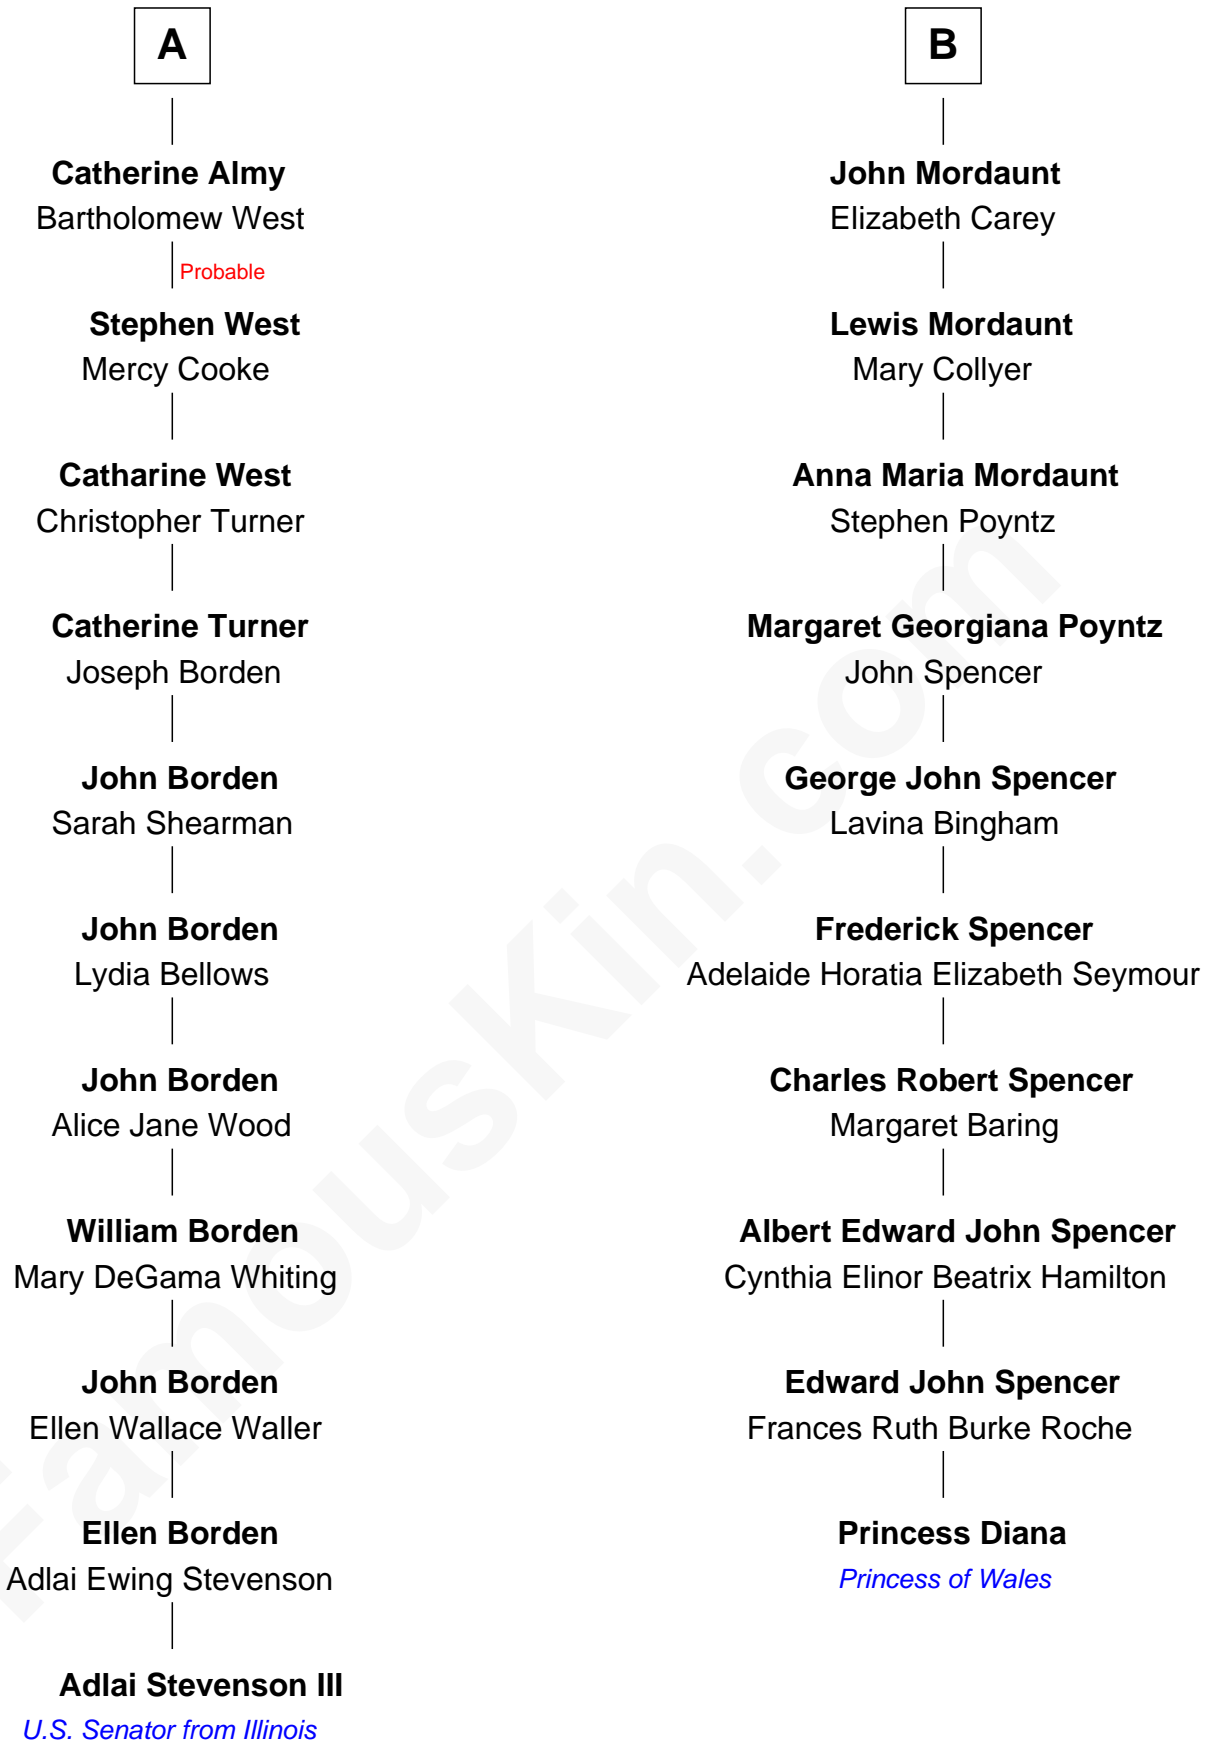 A
Catherine Almy
Bartholomew West
Probable
Stephen West
Mercy Cooke
Catharine West
Christopher Turner
Catherine Turner
Joseph Borden
John Borden
Sarah Shearman
John Borden
Lydia Bellows
John Borden
Alice Jane Wood
William Borden
Mary DeGama Whiting
John Borden
Ellen Wallace Waller
Ellen Borden
Adlai Ewing Stevenson
Adlai Stevenson III
U.S. Senator from Illinois
B
John Mordaunt
Elizabeth Carey
Lewis Mordaunt
Mary Collyer
Anna Maria Mordaunt
Stephen Poyntz
Margaret Georgiana Poyntz
John Spencer
George John Spencer
Lavina Bingham
Frederick Spencer
Adelaide Horatia Elizabeth Seymour
Charles Robert Spencer
Margaret Baring
Albert Edward John Spencer
Cynthia Elinor Beatrix Hamilton
Edward John Spencer
Frances Ruth Burke Roche
Princess Diana
Princess of Wales
FamousKin.com